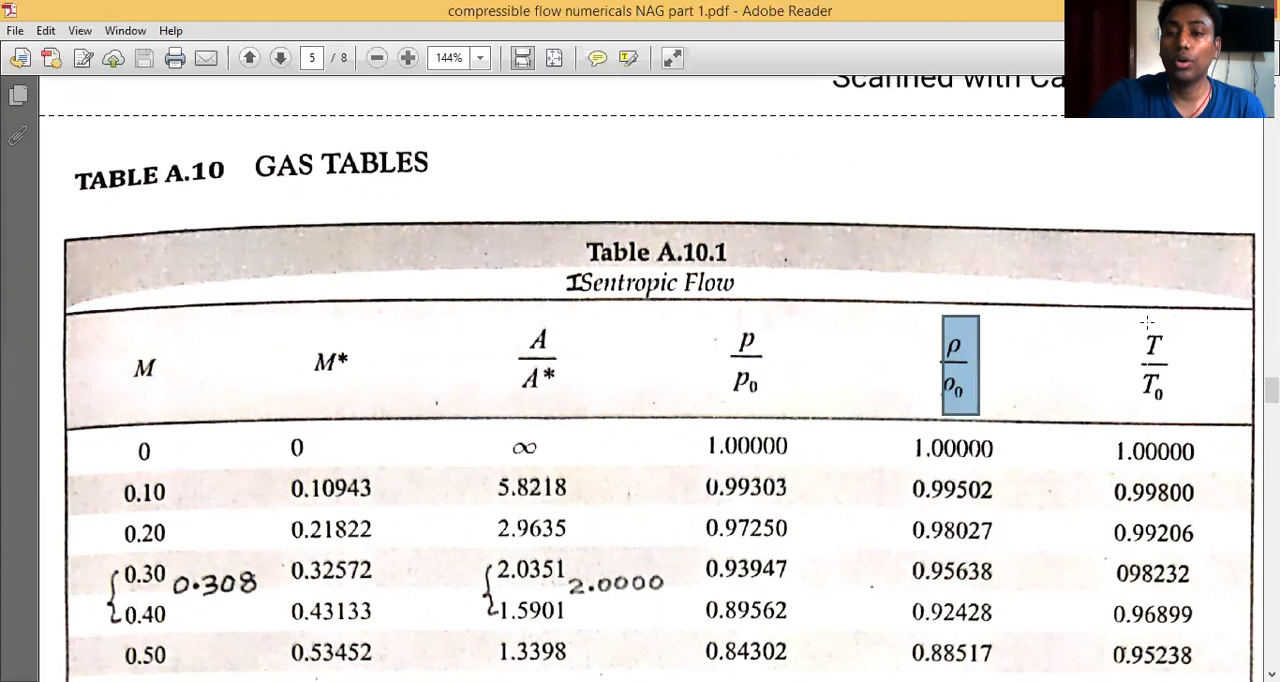 compressible flow numericals NAG part 1.pdf - Adobe Reader
File Edit View Window Help
5 / 8 144%
Scanned with Ca
TABLE A.10 GAS TABLES
Table A.10.1
ISentropic Flow
M M* A/A* p/p₀ ρ/ρ₀ T/T₀
0 0 ∞ 1.00000 1.00000 1.00000
0.10 0.10943 5.8218 0.99303 0.99502 0.99800
0.20 0.21822 2.9635 0.97250 0.98027 0.99206
0.30 0.308 0.32572 2.0351 2.0000 0.93947 0.95638 098232
0.40 0.43133 1.5901 0.89562 0.92428 0.96899
0.50 0.53452 1.3398 0.84302 0.88517 0.95238